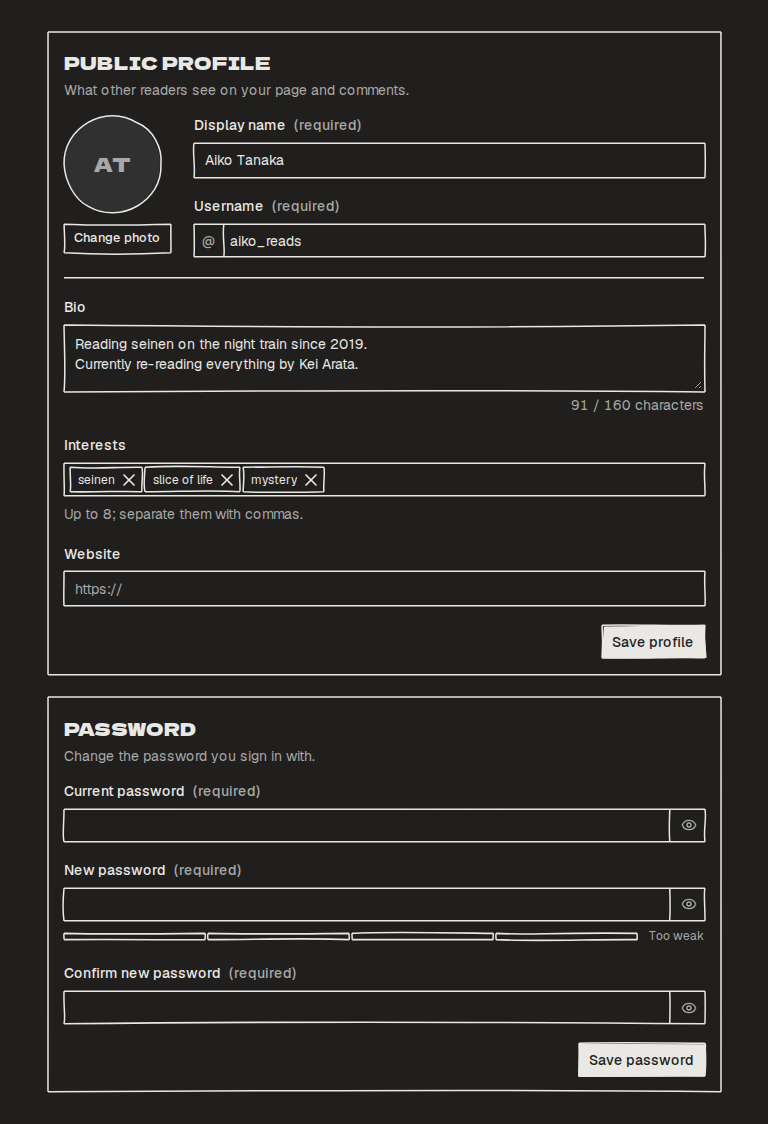 PUBLIC PROFILE
What other readers see on your page and comments.
AT
Change photo
Display name (required)
Aiko Tanaka
Username (required)
@ aiko_reads
Bio
Reading seinen on the night train since 2019.
Currently re-reading everything by Kei Arata.
91 / 160 characters
Interests
seinen slice of life mystery
Up to 8; separate them with commas.
Website
https://
Save profile
PASSWORD
Change the password you sign in with.
Current password (required)
New password (required)
Too weak
Confirm new password (required)
Save password